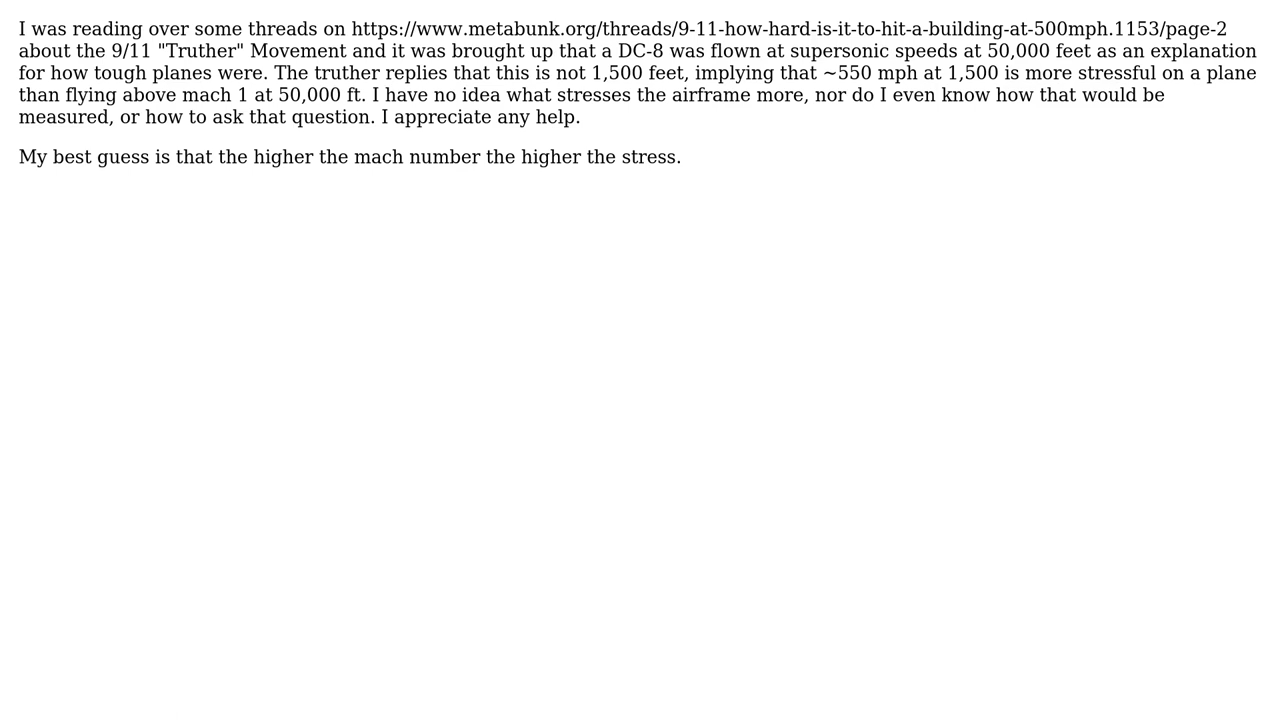 I was reading over some threads on https://www.metabunk.org/threads/9-11-how-hard-is-it-to-hit-a-building-at-500mph.1153/page-2
about the 9/11 "Truther" Movement and it was brought up that a DC-8 was flown at supersonic speeds at 50,000 feet as an explanation
for how tough planes were. The truther replies that this is not 1,500 feet, implying that ~550 mph at 1,500 is more stressful on a plane
than flying above mach 1 at 50,000 ft. I have no idea what stresses the airframe more, nor do I even know how that would be
measured, or how to ask that question. I appreciate any help.
My best guess is that the higher the mach number the higher the stress.